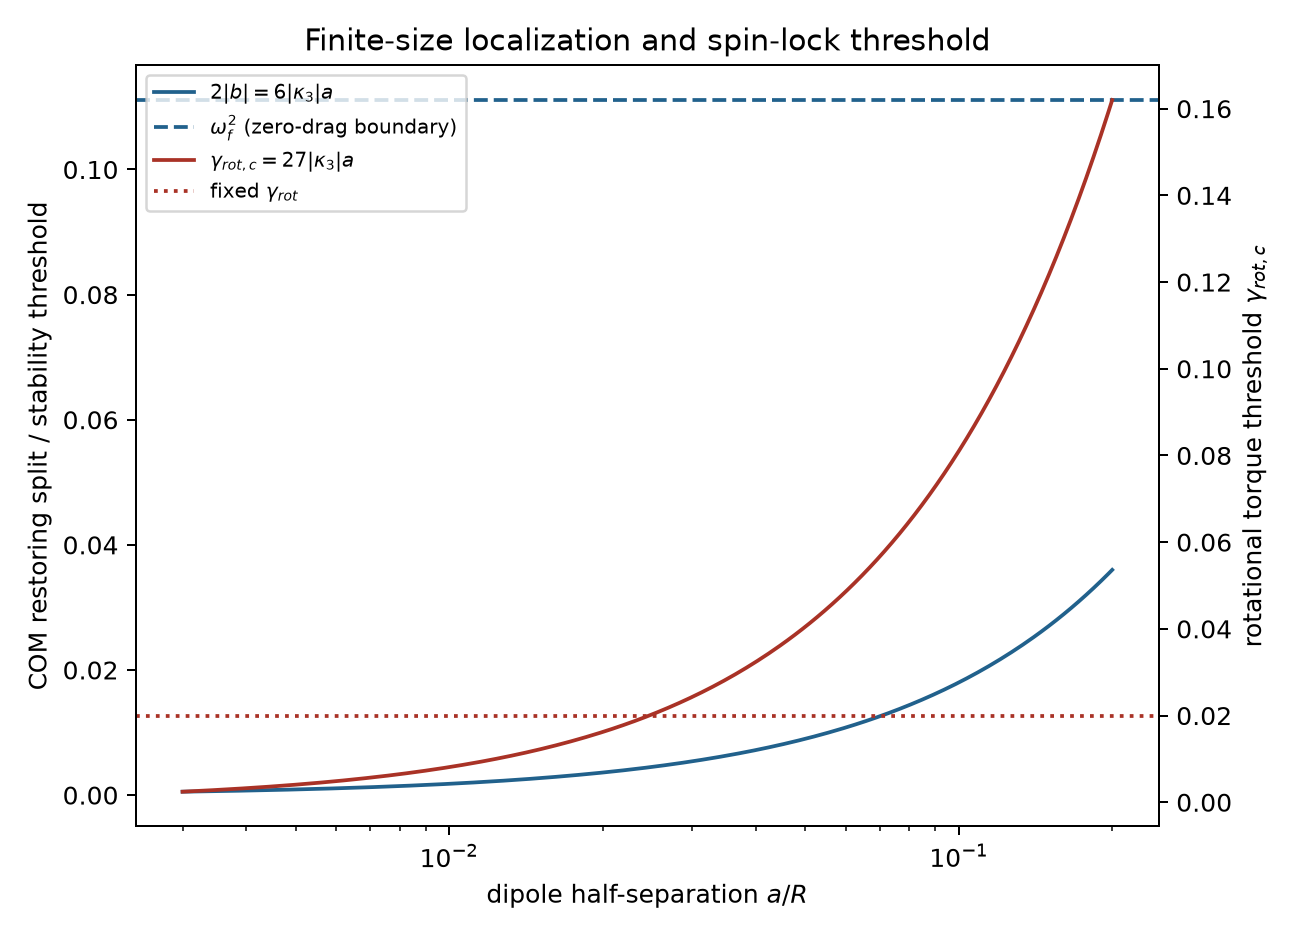 Finite-size localization and spin-lock threshold
2|b| = 6|κ₃|a
ω_f² (zero-drag boundary)
γ_rot,c = 27|κ₃|a
fixed γ_rot
COM restoring split / stability threshold
0.10
0.08
0.06
0.04
0.02
0.00
rotational torque threshold γ_rot,c
0.16
0.14
0.12
0.10
0.08
0.06
0.04
0.02
0.00
10⁻²
10⁻¹
dipole half-separation a/R